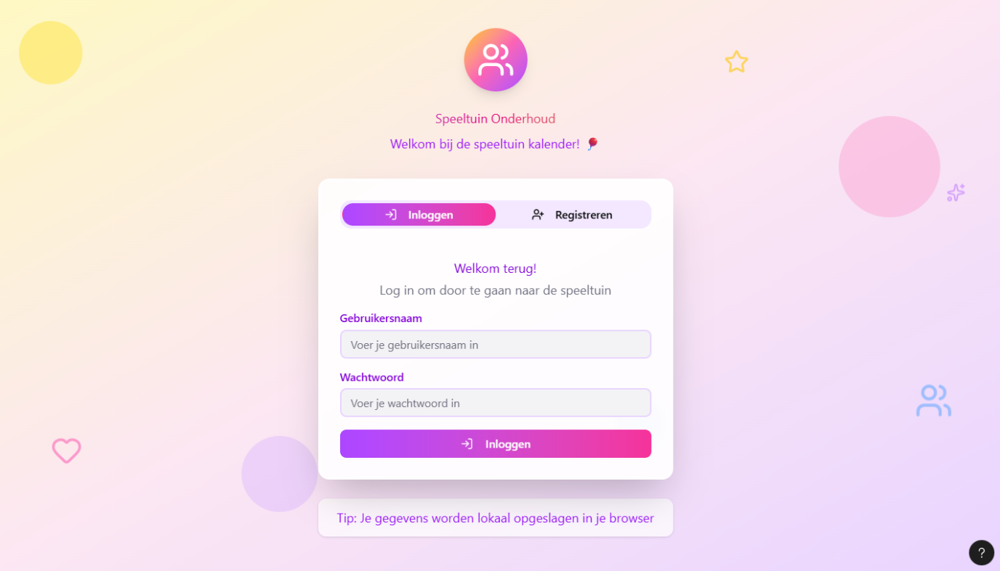 Speeltuin Onderhoud
Welkom bij de speeltuin kalender! 🎈
Inloggen
Registreren
Welkom terug!
Log in om door te gaan naar de speeltuin
Gebruikersnaam
Voer je gebruikersnaam in
Wachtwoord
Voer je wachtwoord in
Inloggen
Tip: Je gegevens worden lokaal opgeslagen in je browser
?